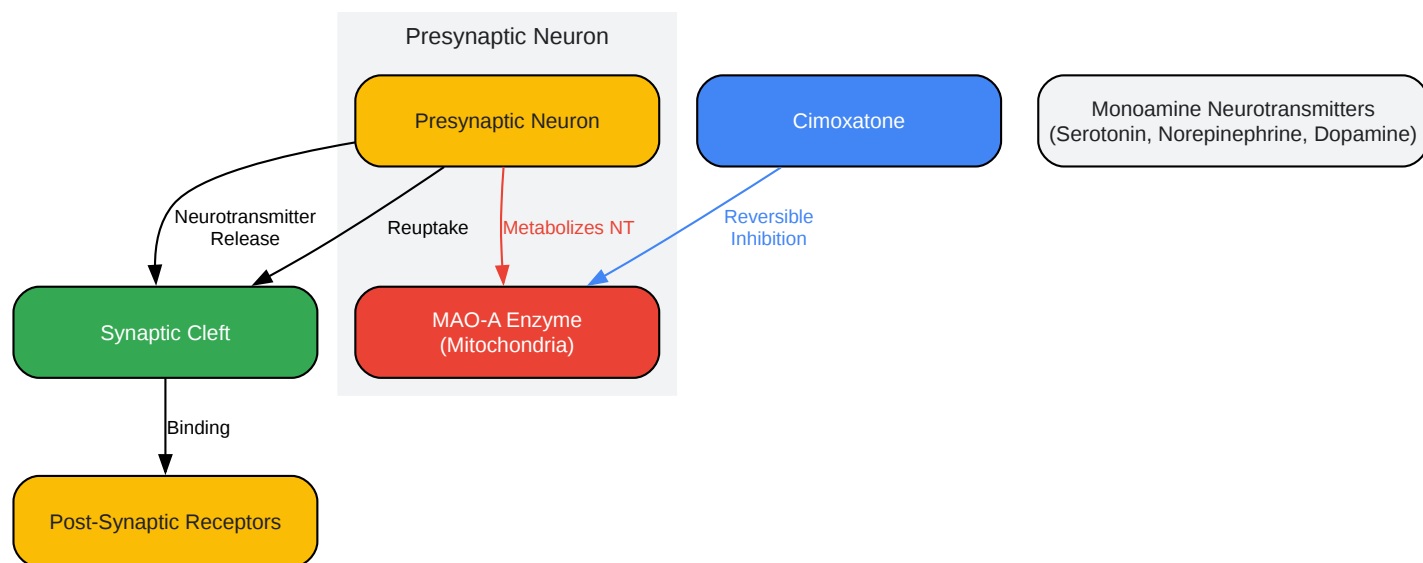 Presynaptic Neuron
Presynaptic Neuron
Cimoxatone
Monoamine Neurotransmitters
(Serotonin, Norepinephrine, Dopamine)
Neurotransmitter
Release
Reuptake
Metabolizes NT
Reversible
Inhibition
Synaptic Cleft
MAO-A Enzyme
(Mitochondria)
Binding
Post-Synaptic Receptors